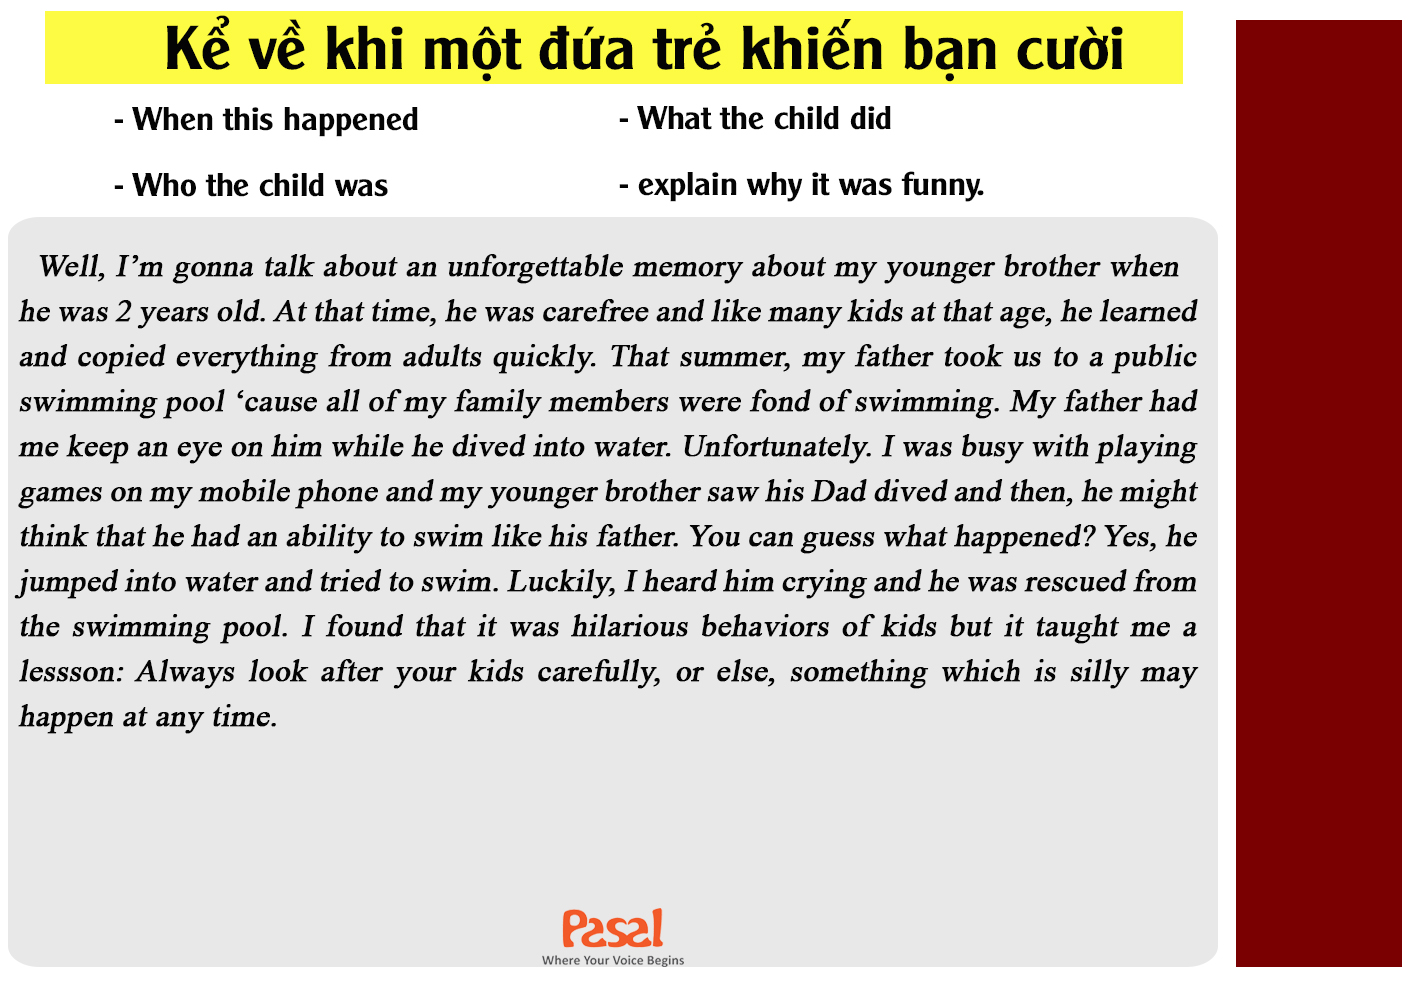 Kể về khi một đứa trẻ khiến bạn cười
- When this happened
- What the child did
- Who the child was
- explain why it was funny.
Well, I’m gonna talk about an unforgettable memory about my younger brother when
he was 2 years old. At that time, he was carefree and like many kids at that age, he learned
and copied everything from adults quickly. That summer, my father took us to a public
swimming pool ‘cause all of my family members were fond of swimming. My father had
me keep an eye on him while he dived into water. Unfortunately. I was busy with playing
games on my mobile phone and my younger brother saw his Dad dived and then, he might
think that he had an ability to swim like his father. You can guess what happened? Yes, he
jumped into water and tried to swim. Luckily, I heard him crying and he was rescued from
the swimming pool. I found that it was hilarious behaviors of kids but it taught me a
lessson: Always look after your kids carefully, or else, something which is silly may
happen at any time.
Pasal
Where Your Voice Begins